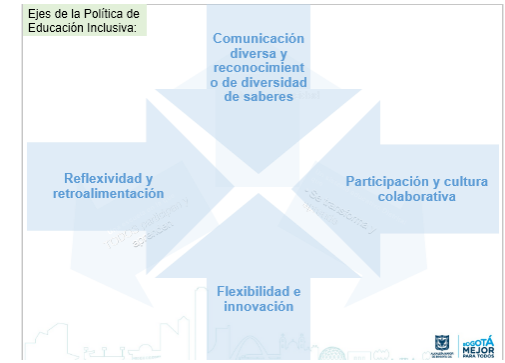 Ejes de la Política de
Educación Inclusiva:
Comunicación
diversa y
reconocimient
o de diversidad
de saberes
Reflexividad y
retroalimentación
Participación y cultura
colaborativa
Flexibilidad e
innovación
BOGOTÁ
MEJOR
PARA TODOS